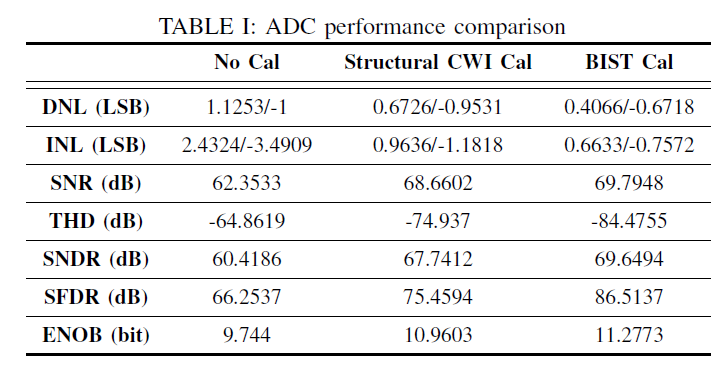 TABLE I: ADC performance comparison
No Cal Structural CWI Cal BIST Cal
DNL (LSB) 1.1253/-1 0.6726/-0.9531 0.4066/-0.6718
INL (LSB) 2.4324/-3.4909 0.9636/-1.1818 0.6633/-0.7572
SNR (dB) 62.3533 68.6602 69.7948
THD (dB) -64.8619 -74.937 -84.4755
SNDR (dB) 60.4186 67.7412 69.6494
SFDR (dB) 66.2537 75.4594 86.5137
ENOB (bit) 9.744 10.9603 11.2773